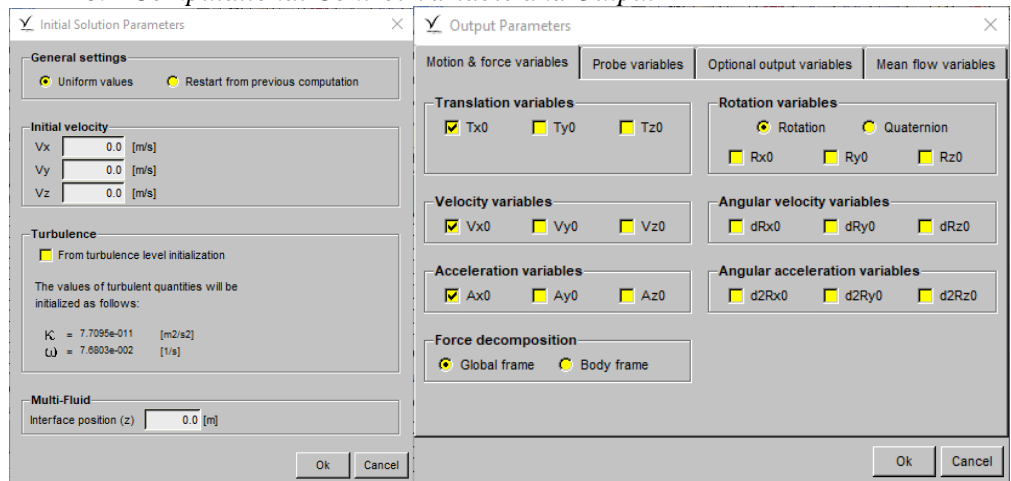 Initial Solution Parameters
General settings
Uniform values Restart from previous computation
Initial velocity
Vx 0.0 [m/s]
Vy 0.0 [m/s]
Vz 0.0 [m/s]
Turbulence
From turbulence level initialization
The values of turbulent quantities will be
initialized as follows:
K = 7.7095e-011 [m2/s2]
ω = 7.6803e-002 [1/s]
Multi-Fluid
Interface position (z) 0.0 [m]
Ok Cancel
Output Parameters
Motion & force variables Probe variables Optional output variables Mean flow variables
Translation variables
Tx0 Ty0 Tz0
Rotation variables
Rotation Quaternion
Rx0 Ry0 Rz0
Velocity variables
Vx0 Vy0 Vz0
Angular velocity variables
dRx0 dRy0 dRz0
Acceleration variables
Ax0 Ay0 Az0
Angular acceleration variables
d2Rx0 d2Ry0 d2Rz0
Force decomposition
Global frame Body frame
Ok Cancel